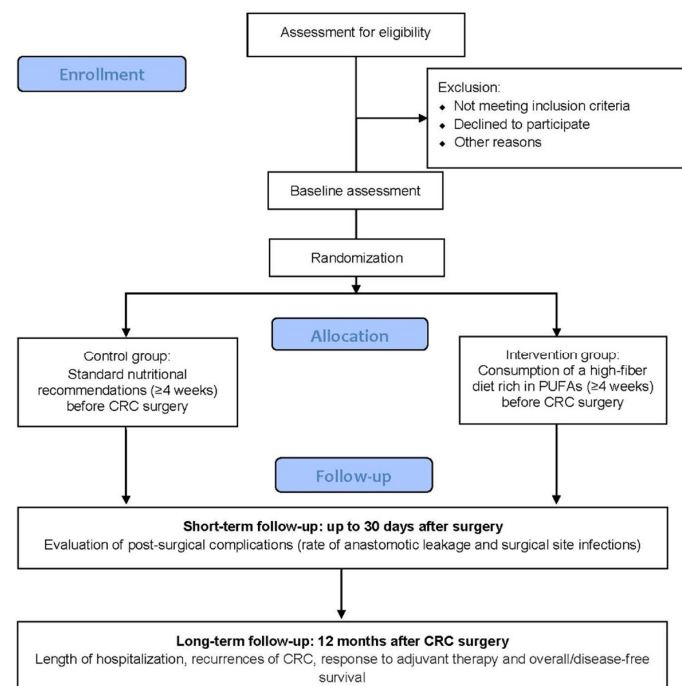 Assessment for eligibility
Enrollment
Exclusion:
◆ Not meeting inclusion criteria
◆ Declined to participate
◆ Other reasons
Baseline assessment
Randomization
Allocation
Control group:
Standard nutritional
recommendations (≥4 weeks)
before CRC surgery
Intervention group:
Consumption of a high-fiber
diet rich in PUFAs (≥4 weeks)
before CRC surgery
Follow-up
Short-term follow-up: up to 30 days after surgery
Evaluation of post-surgical complications (rate of anastomotic leakage and surgical site infections)
Long-term follow-up: 12 months after CRC surgery
Length of hospitalization, recurrences of CRC, response to adjuvant therapy and overall/disease-free
survival